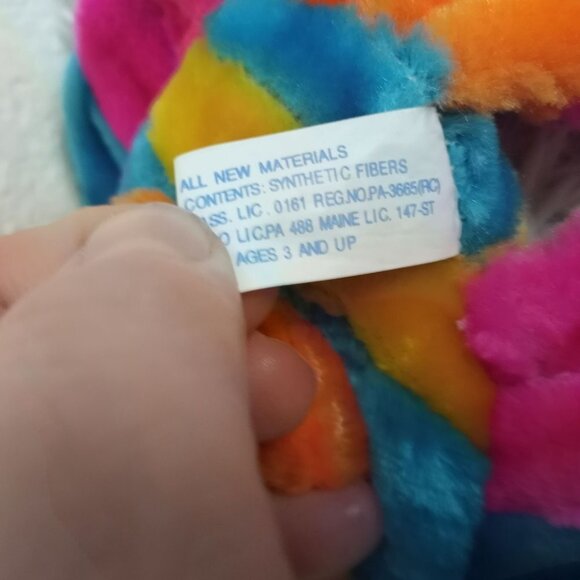 ALL NEW MATERIALS
CONTENTS: SYNTHETIC FIBERS
ASS. LIC. 0161 REG.NO.PA-3665(RC)
O LIC.PA 488 MAINE LIC. 147-ST
AGES 3 AND UP